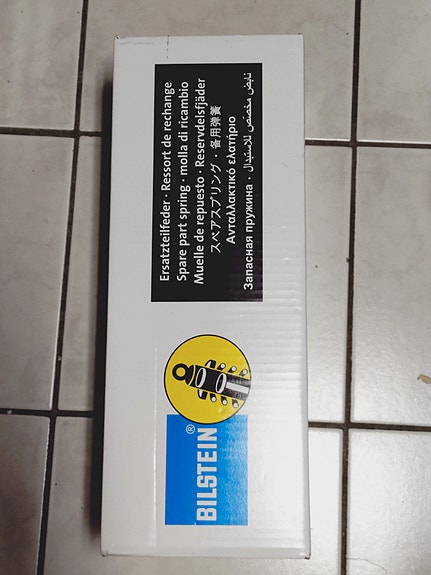 Ersatzteilfeder · Ressort de rechange
Spare part spring · molla di ricambio
Muelle de repuesto · Reservdelsfjäder
スペアスプリング · 备用弹簧
Ανταλλακτικό ελατήριο
Запасная пружина · نابض مخصص للاستبدال
BILSTEIN®